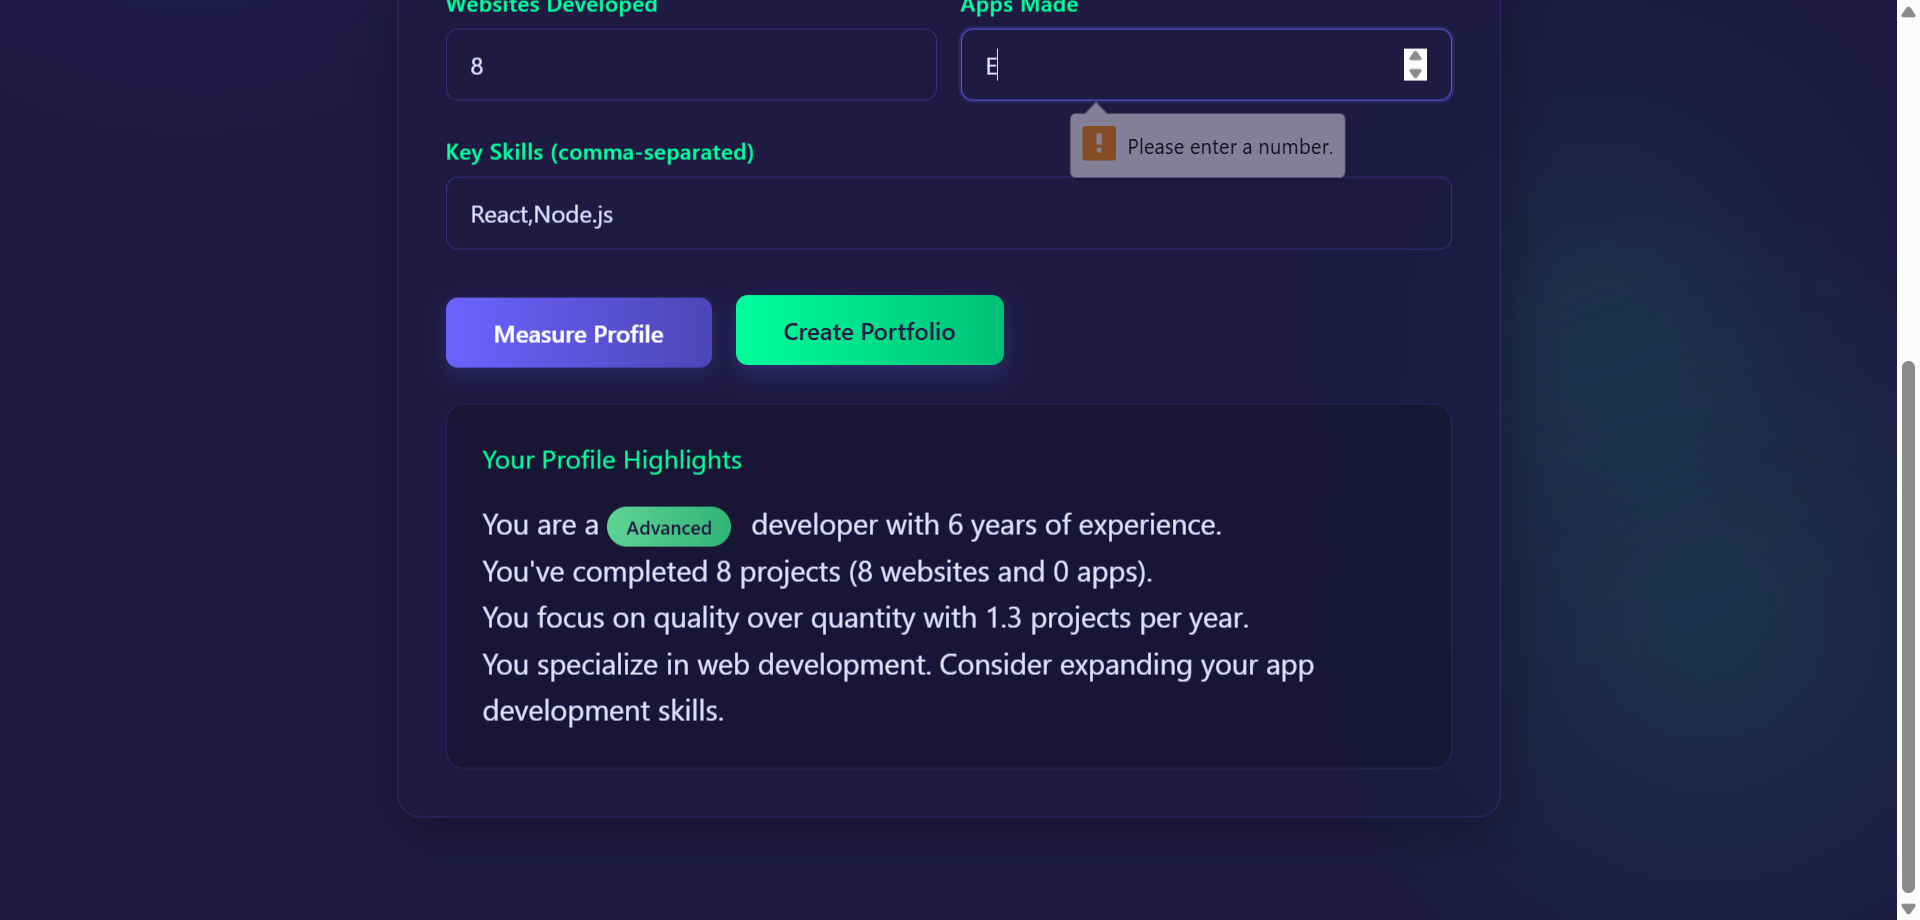 Websites Developed
Apps Made
8
E
Please enter a number.
Key Skills (comma-separated)
React,Node.js
Measure Profile
Create Portfolio
Your Profile Highlights
You are a Advanced developer with 6 years of experience.
You've completed 8 projects (8 websites and 0 apps).
You focus on quality over quantity with 1.3 projects per year.
You specialize in web development. Consider expanding your app
development skills.